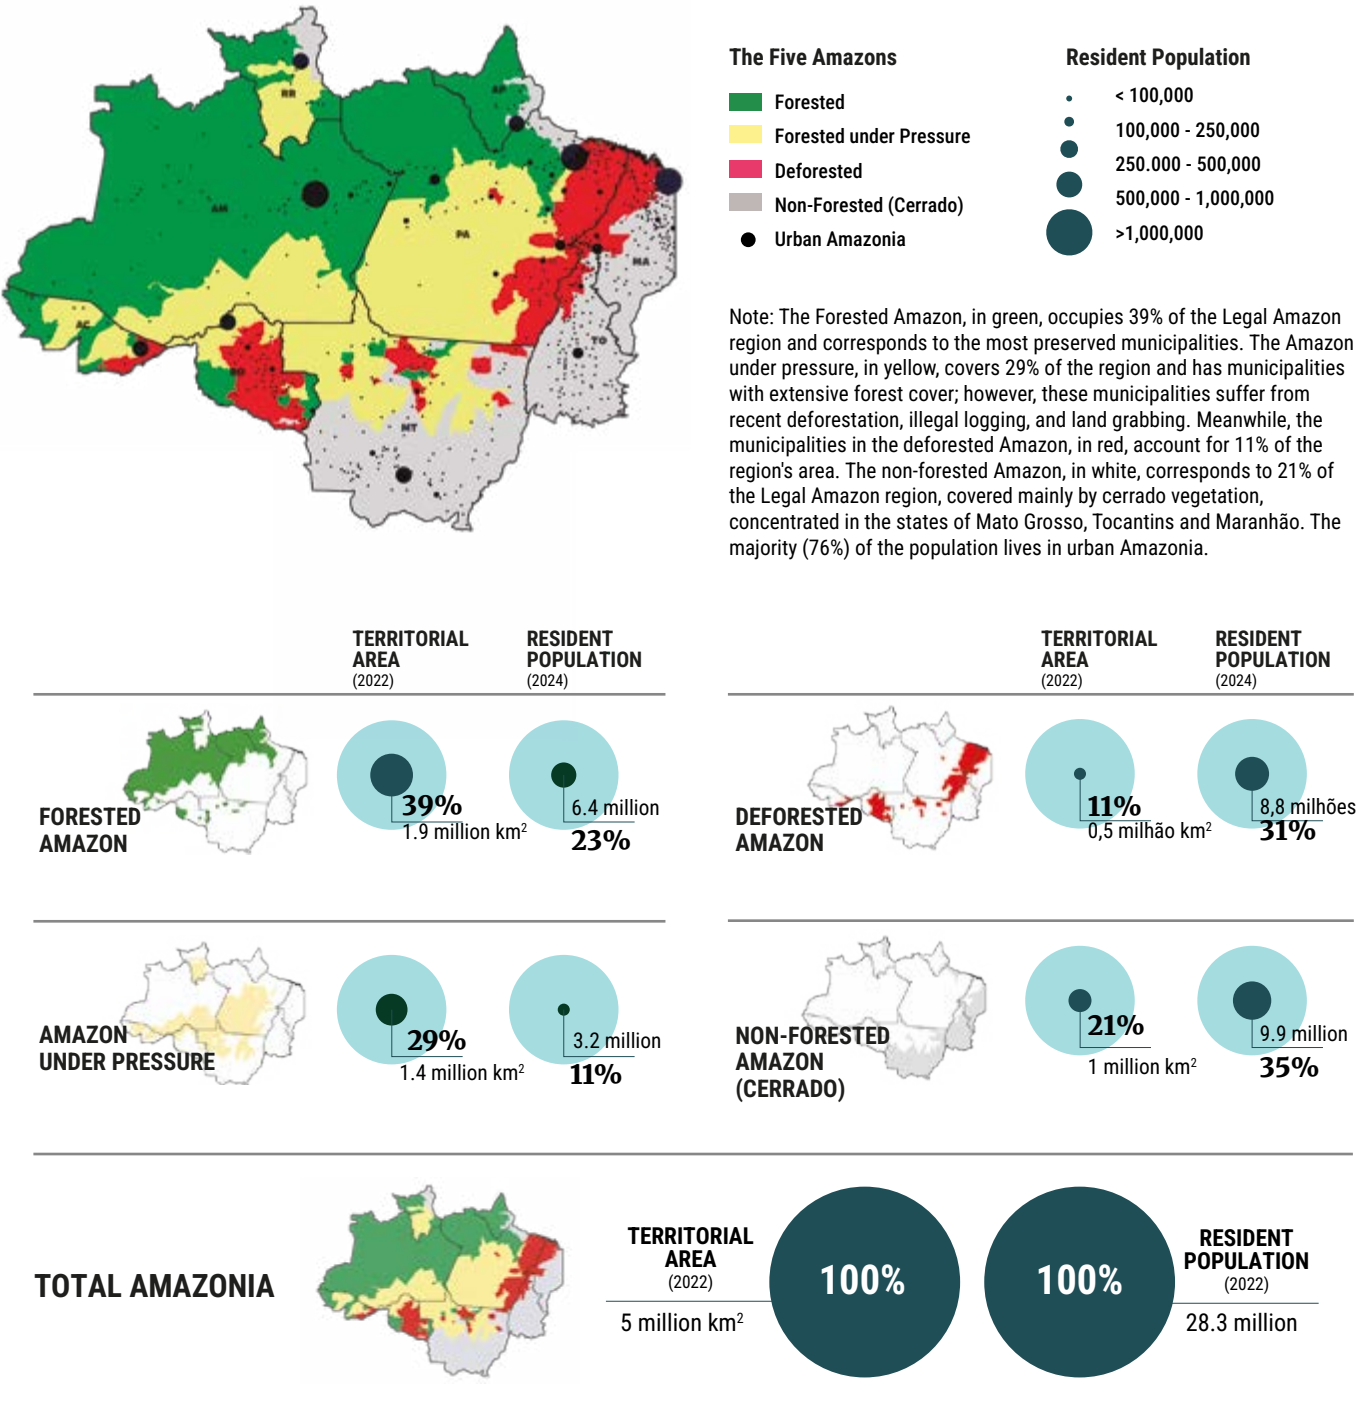 RR
AP
AM
PA
MA
AC
TO
RO
MT
The Five Amazons
Forested
Forested under Pressure
Deforested
Non-Forested (Cerrado)
Urban Amazonia
Resident Population
< 100,000
100,000 - 250,000
250.000 - 500,000
500,000 - 1,000,000
>1,000,000
Note: The Forested Amazon, in green, occupies 39% of the Legal Amazon
region and corresponds to the most preserved municipalities. The Amazon
under pressure, in yellow, covers 29% of the region and has municipalities
with extensive forest cover; however, these municipalities suffer from
recent deforestation, illegal logging, and land grabbing. Meanwhile, the
municipalities in the deforested Amazon, in red, account for 11% of the
region's area. The non-forested Amazon, in white, corresponds to 21% of
the Legal Amazon region, covered mainly by cerrado vegetation,
concentrated in the states of Mato Grosso, Tocantins and Maranhão. The
majority (76%) of the population lives in urban Amazonia.
TERRITORIAL
AREA
(2022)
RESIDENT
POPULATION
(2024)
FORESTED
AMAZON
39%
1.9 million km²
6.4 million
23%
AMAZON
UNDER PRESSURE
29%
1.4 million km²
3.2 million
11%
TERRITORIAL
AREA
(2022)
RESIDENT
POPULATION
(2024)
DEFORESTED
AMAZON
11%
0,5 milhão km²
8,8 milhões
31%
NON-FORESTED
AMAZON
(CERRADO)
21%
1 million km²
9.9 million
35%
TOTAL AMAZONIA
TERRITORIAL
AREA
(2022)
5 million km²
100%
100%
RESIDENT
POPULATION
(2022)
28.3 million